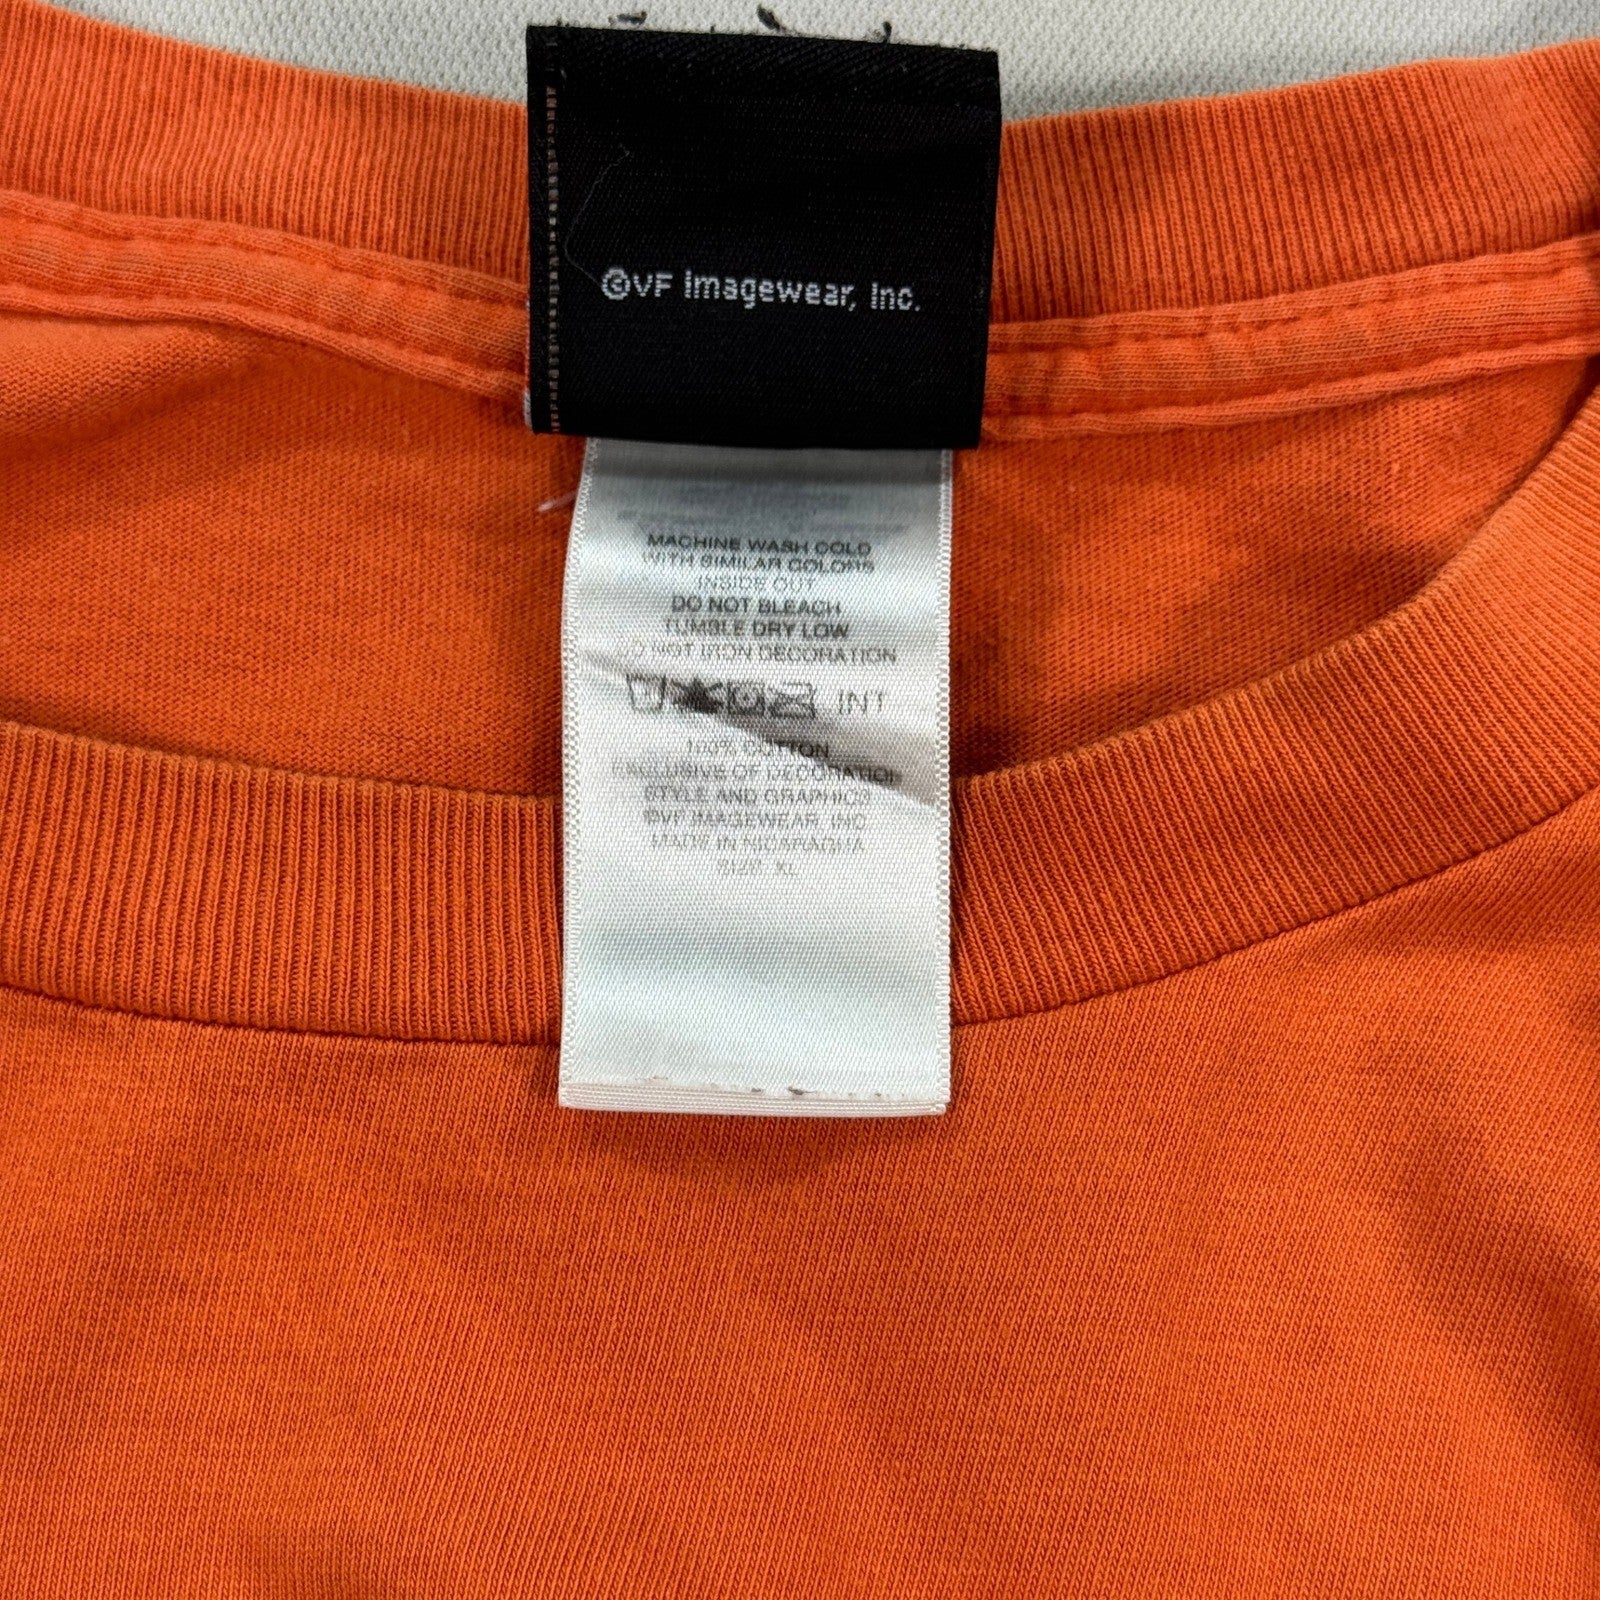 ©VF Imagewear, Inc.
MACHINE WASH COLD
WITH SIMILAR COLORS
INSIDE OUT
DO NOT BLEACH
TUMBLE DRY LOW
DO NOT IRON DECORATION
INT
100% COTTON
EXCLUSIVE OF DECORATION
STYLE AND GRAPHICS
©VF IMAGEWEAR, INC
MADE IN NICARAGUA
SIZE: XL